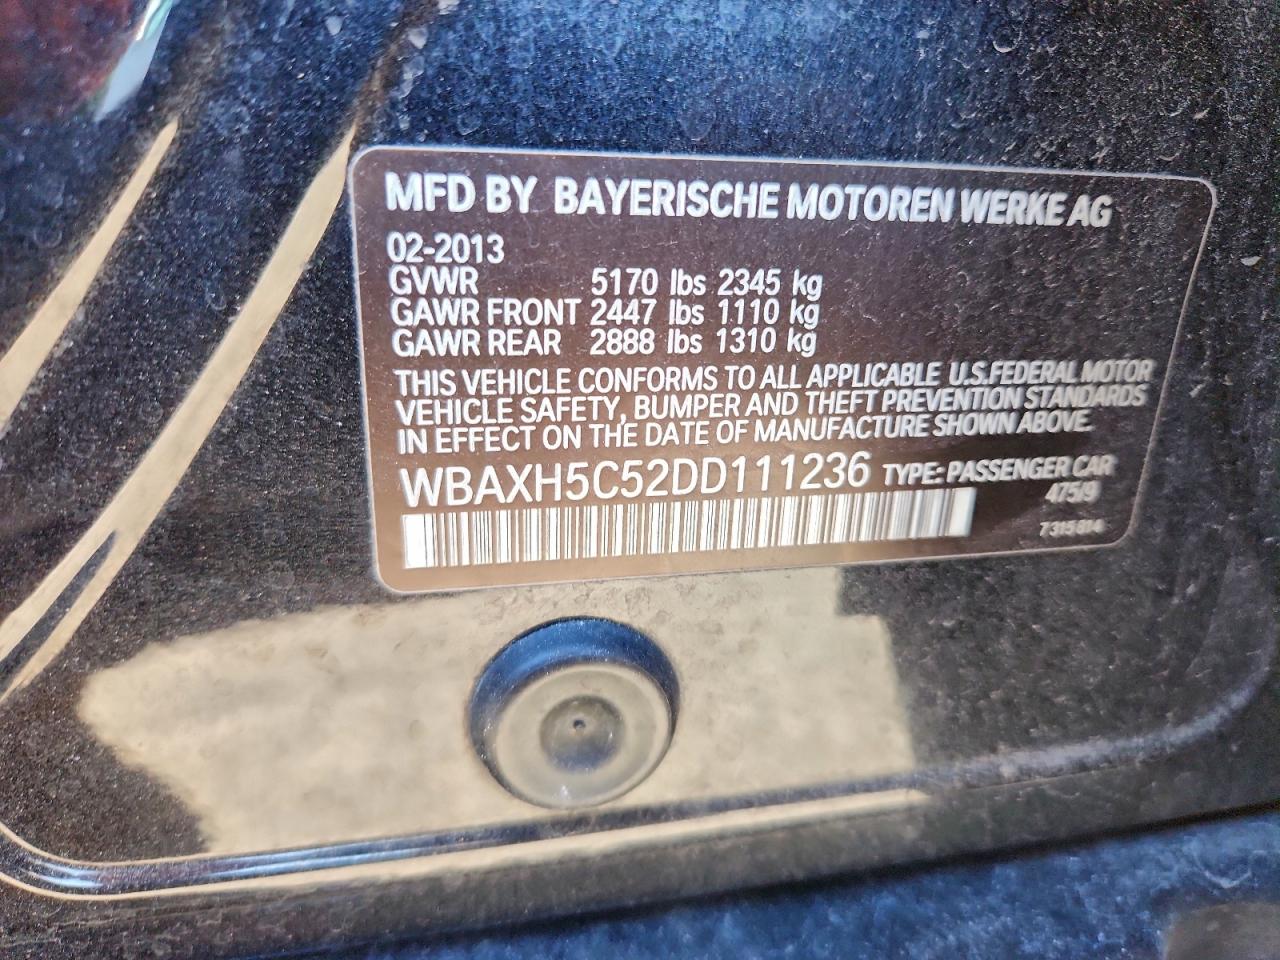 MFD BY BAYERISCHE MOTOREN WERKE AG
02-2013
GVWR 5170 lbs 2345 kg
GAWR FRONT 2447 lbs 1110 kg
GAWR REAR 2888 lbs 1310 kg
THIS VEHICLE CONFORMS TO ALL APPLICABLE U.S.FEDERAL MOTOR
VEHICLE SAFETY, BUMPER AND THEFT PREVENTION STANDARDS
IN EFFECT ON THE DATE OF MANUFACTURE SHOWN ABOVE.
WBAXH5C52DD111236 TYPE: PASSENGER CAR
475/9
7315814